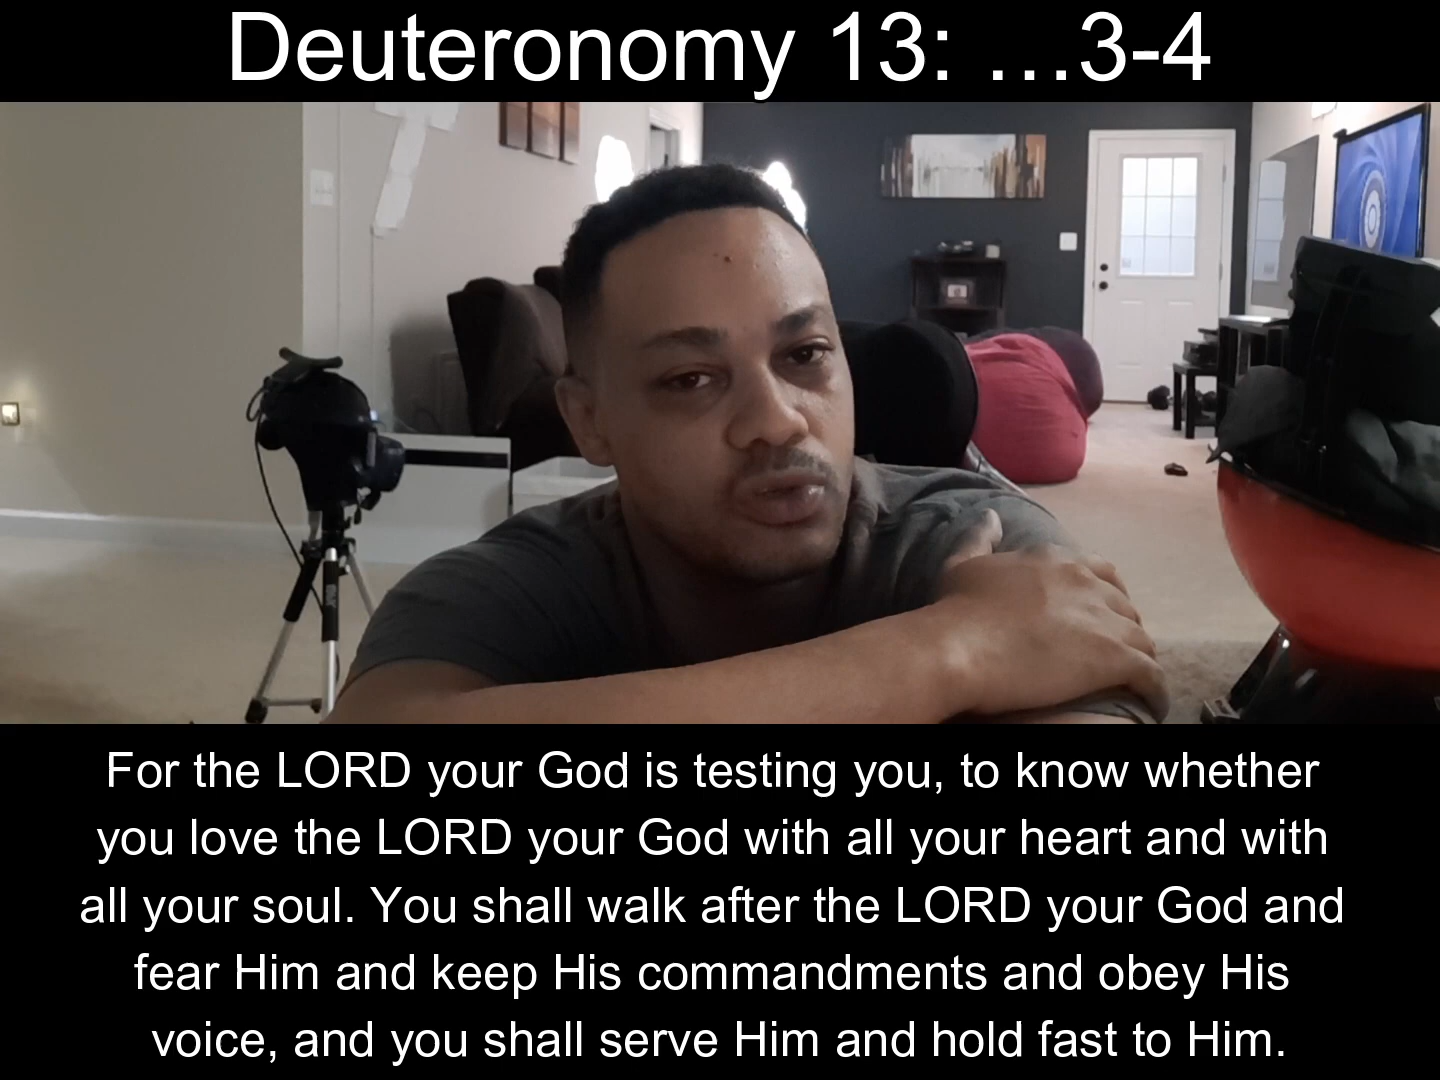 Deuteronomy 13: …3-4
For the LORD your God is testing you, to know whether
you love the LORD your God with all your heart and with
all your soul. You shall walk after the LORD your God and
fear Him and keep His commandments and obey His
voice, and you shall serve Him and hold fast to Him.